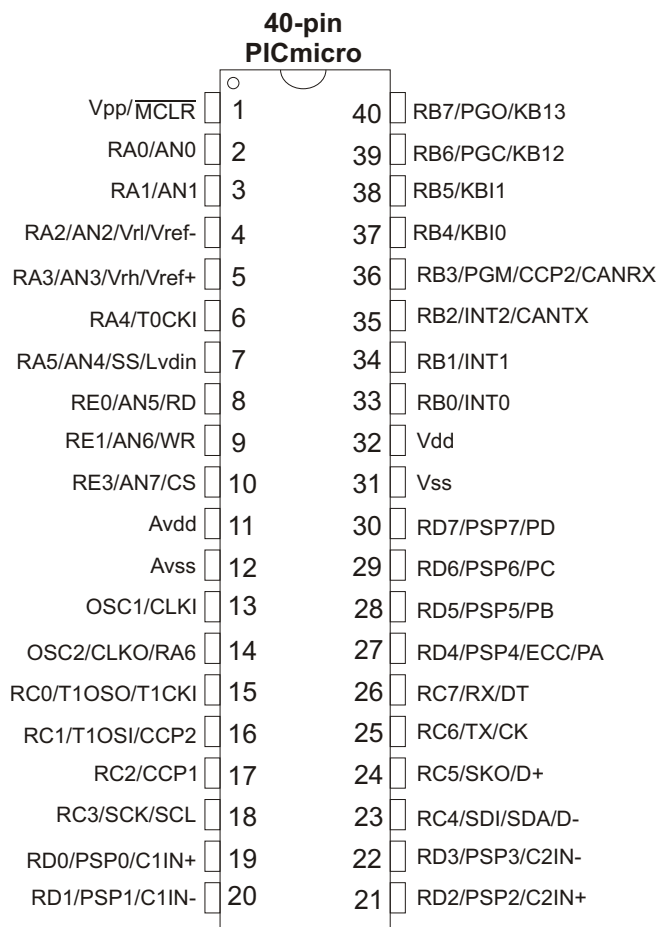 40-pin
PICmicro
Vpp/MCLR 1 40 RB7/PGO/KB13
RA0/AN0 2 39 RB6/PGC/KB12
RA1/AN1 3 38 RB5/KBI1
RA2/AN2/Vrl/Vref- 4 37 RB4/KBI0
RA3/AN3/Vrh/Vref+ 5 36 RB3/PGM/CCP2/CANRX
RA4/T0CKI 6 35 RB2/INT2/CANTX
RA5/AN4/SS/Lvdin 7 34 RB1/INT1
RE0/AN5/RD 8 33 RB0/INT0
RE1/AN6/WR 9 32 Vdd
RE3/AN7/CS 10 31 Vss
Avdd 11 30 RD7/PSP7/PD
Avss 12 29 RD6/PSP6/PC
OSC1/CLKI 13 28 RD5/PSP5/PB
OSC2/CLKO/RA6 14 27 RD4/PSP4/ECC/PA
RC0/T1OSO/T1CKI 15 26 RC7/RX/DT
RC1/T1OSI/CCP2 16 25 RC6/TX/CK
RC2/CCP1 17 24 RC5/SKO/D+
RC3/SCK/SCL 18 23 RC4/SDI/SDA/D-
RD0/PSP0/C1IN+ 19 22 RD3/PSP3/C2IN-
RD1/PSP1/C1IN- 20 21 RD2/PSP2/C2IN+